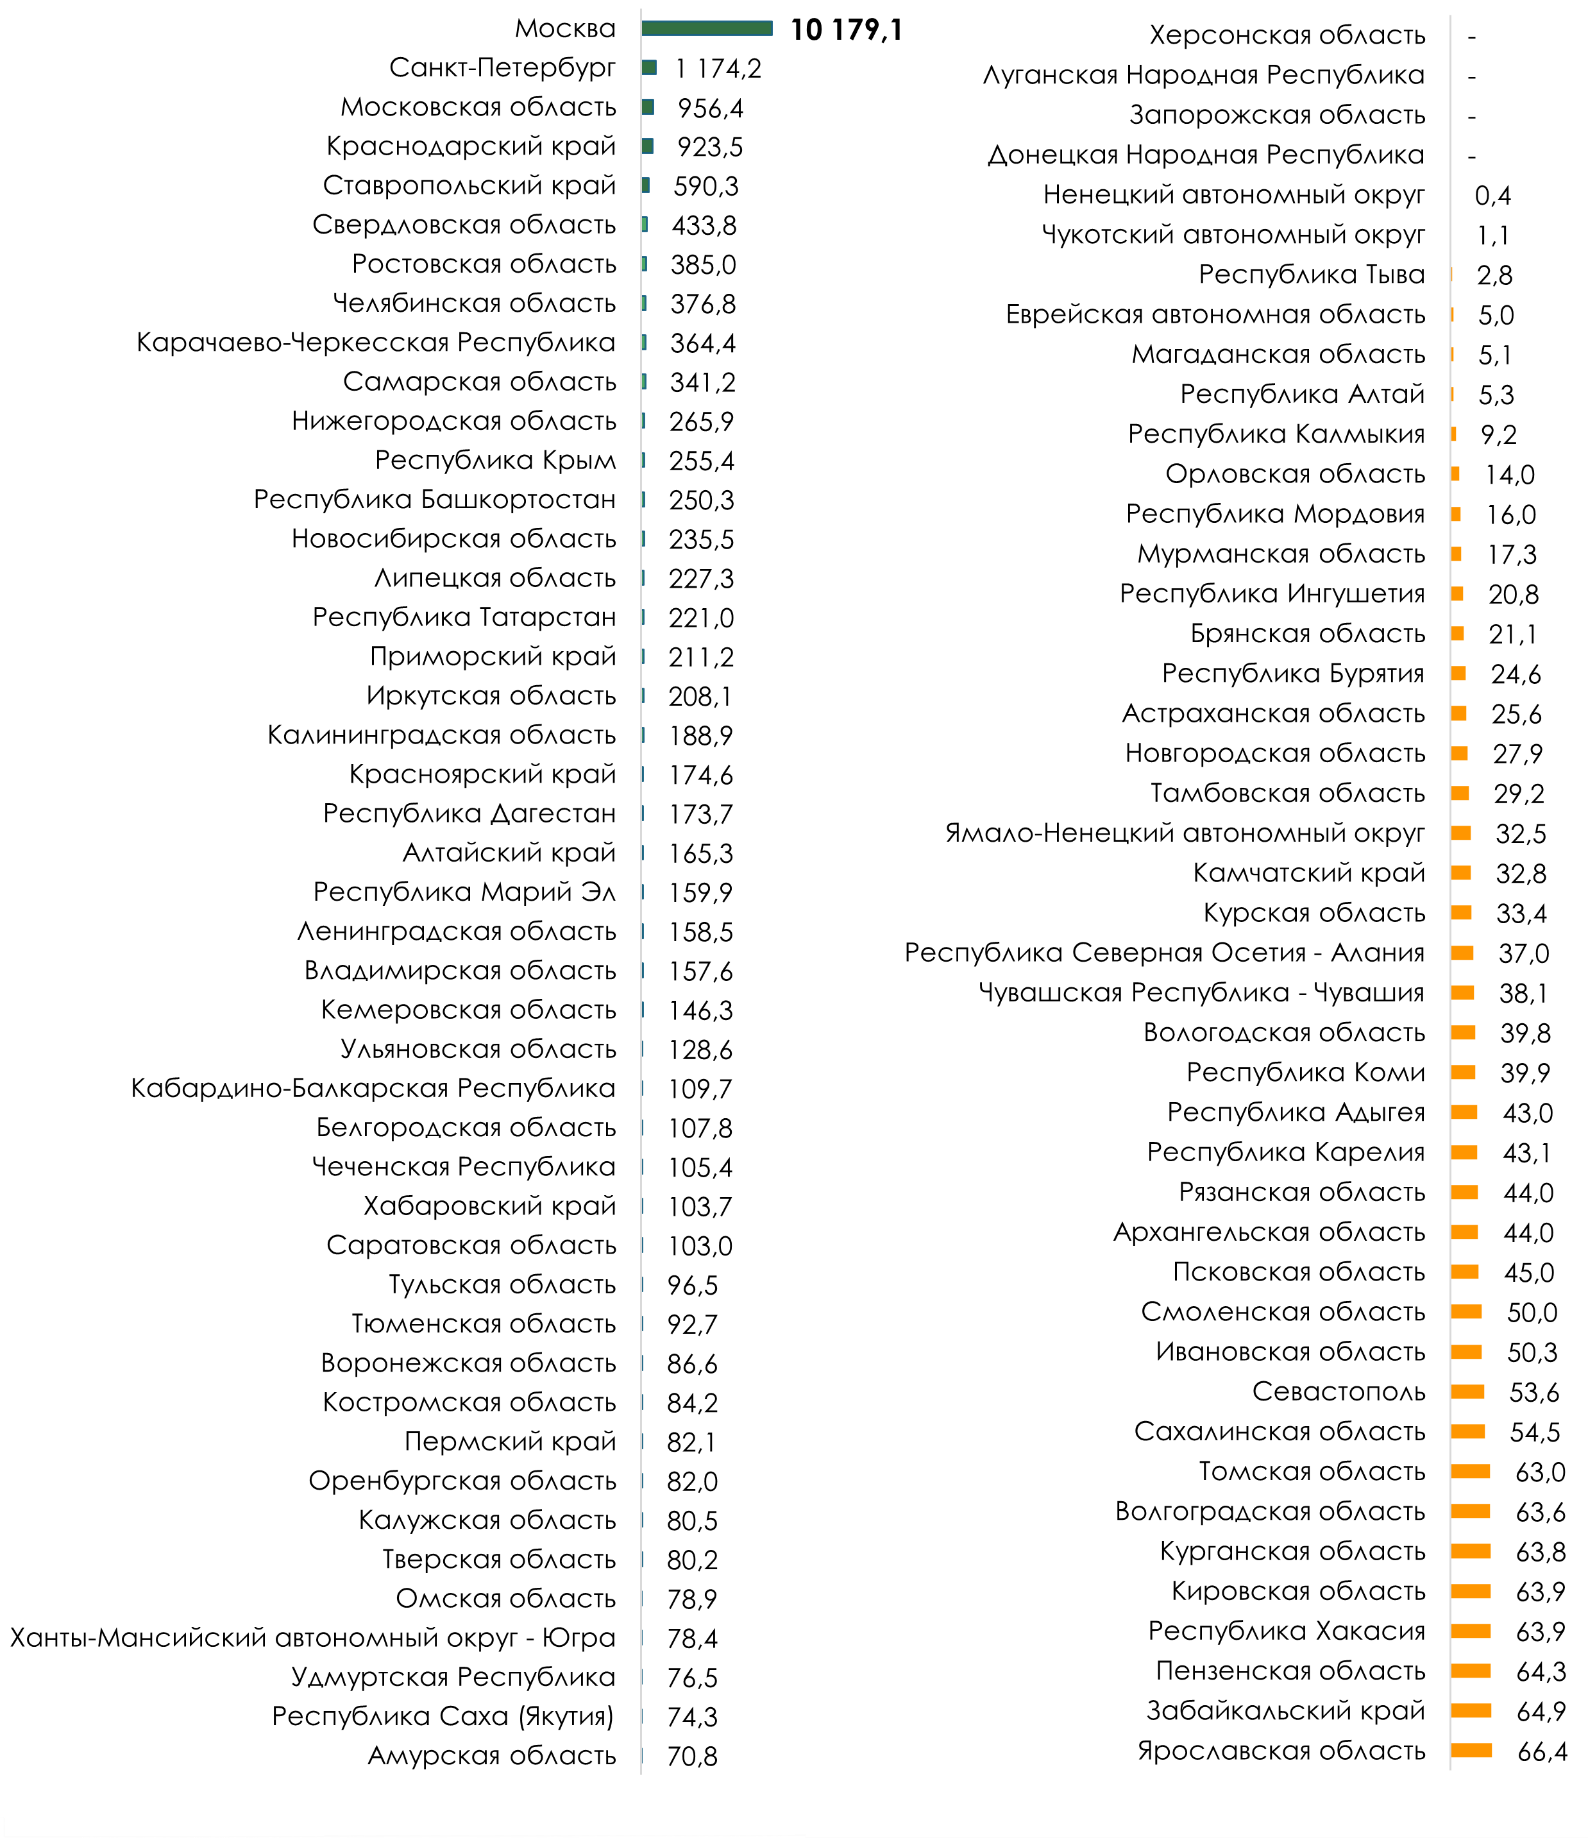 Москва 10 179,1
Санкт-Петербург 1 174,2
Московская область 956,4
Краснодарский край 923,5
Ставропольский край 590,3
Свердловская область 433,8
Ростовская область 385,0
Челябинская область 376,8
Карачаево-Черкесская Республика 364,4
Самарская область 341,2
Нижегородская область 265,9
Республика Крым 255,4
Республика Башкортостан 250,3
Новосибирская область 235,5
Липецкая область 227,3
Республика Татарстан 221,0
Приморский край 211,2
Иркутская область 208,1
Калининградская область 188,9
Красноярский край 174,6
Республика Дагестан 173,7
Алтайский край 165,3
Республика Марий Эл 159,9
Ленинградская область 158,5
Владимирская область 157,6
Кемеровская область 146,3
Ульяновская область 128,6
Кабардино-Балкарская Республика 109,7
Белгородская область 107,8
Чеченская Республика 105,4
Хабаровский край 103,7
Саратовская область 103,0
Тульская область 96,5
Тюменская область 92,7
Воронежская область 86,6
Костромская область 84,2
Пермский край 82,1
Оренбургская область 82,0
Калужская область 80,5
Тверская область 80,2
Омская область 78,9
Ханты-Мансийский автономный округ - Югра 78,4
Удмуртская Республика 76,5
Республика Саха (Якутия) 74,3
Амурская область 70,8
Херсонская область -
Луганская Народная Республика -
Запорожская область -
Донецкая Народная Республика -
Ненецкий автономный округ 0,4
Чукотский автономный округ 1,1
Республика Тыва 2,8
Еврейская автономная область 5,0
Магаданская область 5,1
Республика Алтай 5,3
Республика Калмыкия 9,2
Орловская область 14,0
Республика Мордовия 16,0
Мурманская область 17,3
Республика Ингушетия 20,8
Брянская область 21,1
Республика Бурятия 24,6
Астраханская область 25,6
Новгородская область 27,9
Тамбовская область 29,2
Ямало-Ненецкий автономный округ 32,5
Камчатский край 32,8
Курская область 33,4
Республика Северная Осетия - Алания 37,0
Чувашская Республика - Чувашия 38,1
Вологодская область 39,8
Республика Коми 39,9
Республика Адыгея 43,0
Республика Карелия 43,1
Рязанская область 44,0
Архангельская область 44,0
Псковская область 45,0
Смоленская область 50,0
Ивановская область 50,3
Севастополь 53,6
Сахалинская область 54,5
Томская область 63,0
Волгоградская область 63,6
Курганская область 63,8
Кировская область 63,9
Республика Хакасия 63,9
Пензенская область 64,3
Забайкальский край 64,9
Ярославская область 66,4